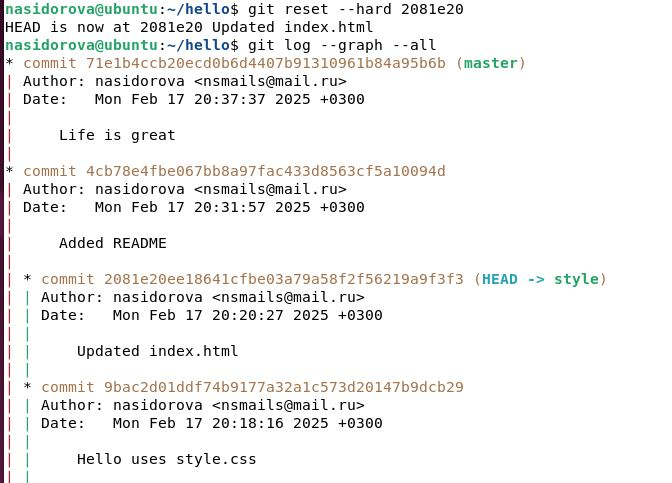 nasidorova@ubuntu:~/hello$ git reset --hard 2081e20
HEAD is now at 2081e20 Updated index.html
nasidorova@ubuntu:~/hello$ git log --graph --all
* commit 71e1b4ccb20ecd0b6d4407b91310961b84a95b6b (master)
| Author: nasidorova <nsmails@mail.ru>
| Date:   Mon Feb 17 20:37:37 2025 +0300
|
|     Life is great
|
* commit 4cb78e4fbe067bb8a97fac433d8563cf5a10094d
| Author: nasidorova <nsmails@mail.ru>
| Date:   Mon Feb 17 20:31:57 2025 +0300
|
|     Added README
|
| * commit 2081e20ee18641cfbe03a79a58f2f56219a9f3f3 (HEAD -> style)
| | Author: nasidorova <nsmails@mail.ru>
| | Date:   Mon Feb 17 20:20:27 2025 +0300
| |
| |     Updated index.html
| |
| * commit 9bac2d01ddf74b9177a32a1c573d20147b9dcb29
| | Author: nasidorova <nsmails@mail.ru>
| | Date:   Mon Feb 17 20:18:16 2025 +0300
| |
| |     Hello uses style.css
| |